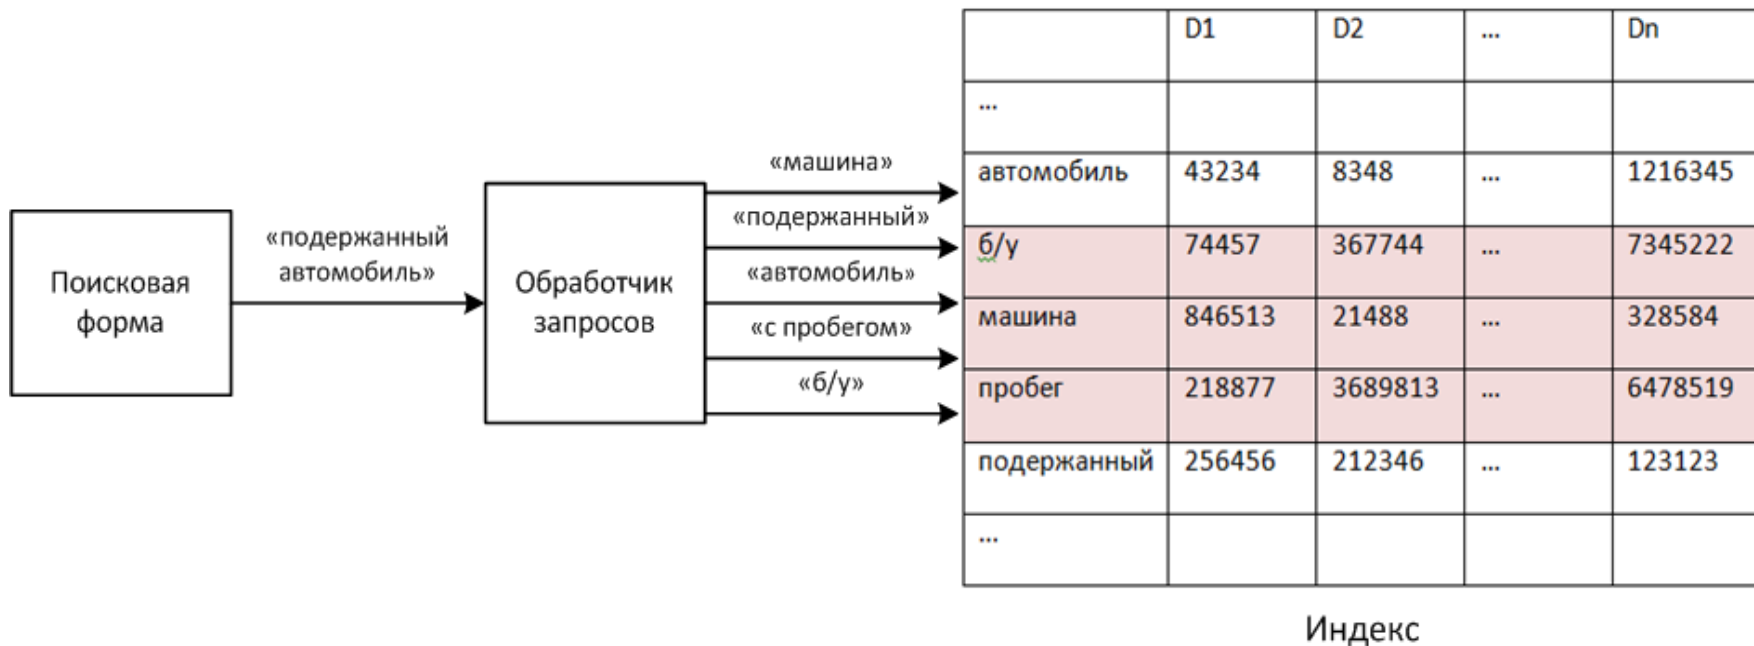 Поисковая
форма
«подержанный
автомобиль»
Обработчик
запросов
«машина»
«подержанный»
«автомобиль»
«с пробегом»
«б/у»
D1 D2 ... Dn
...
автомобиль 43234 8348 ... 1216345
б/у 74457 367744 ... 7345222
машина 846513 21488 ... 328584
пробег 218877 3689813 ... 6478519
подержанный 256456 212346 ... 123123
...
Индекс